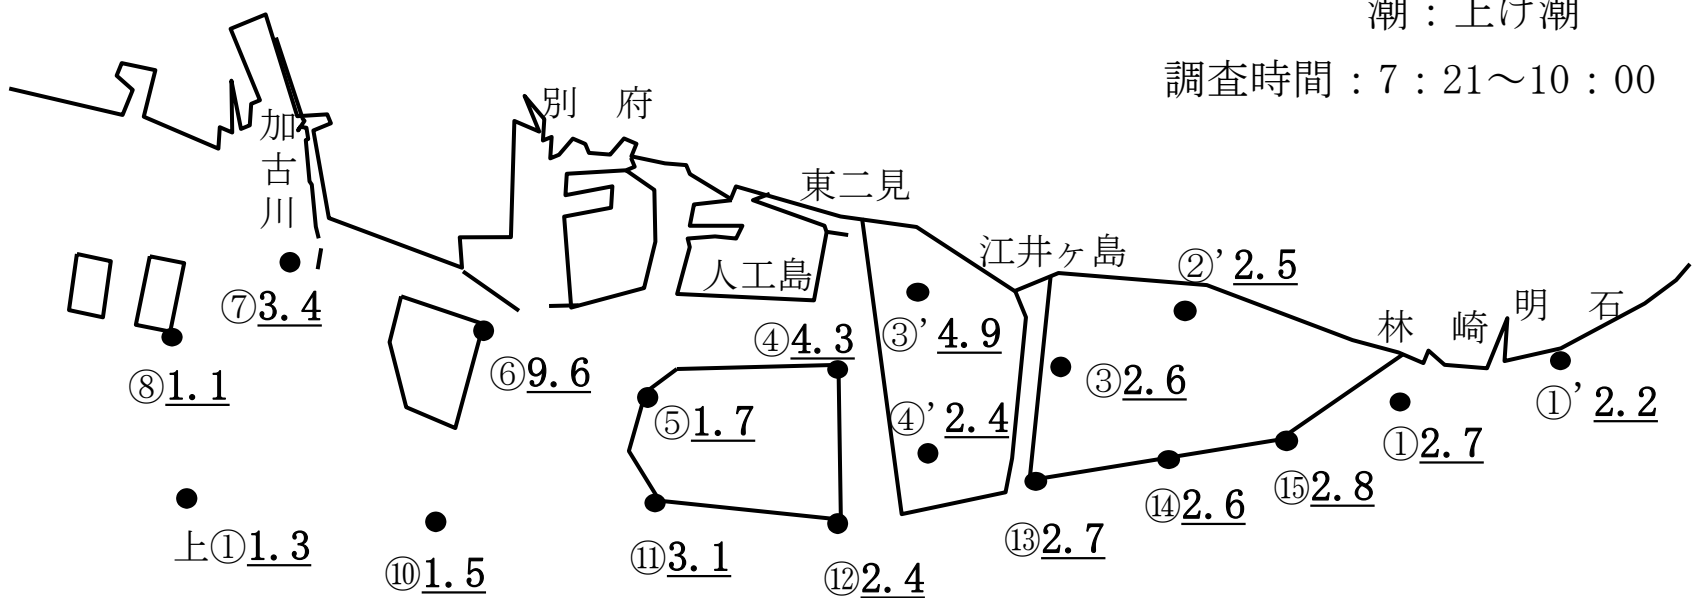 潮：上げ潮
調査時間：7：21～10：00
別　府
加古川
東二見
江井ヶ島
②’2.5
人工島
⑦3.4
明　石
林　崎
④4.3
③’4.9
⑧1.1
⑥9.6
③2.6
①’2.2
⑤1.7
④’2.4
①2.7
⑮2.8
⑭2.6
上①1.3
⑬2.7
⑩1.5
⑪3.1
⑫2.4